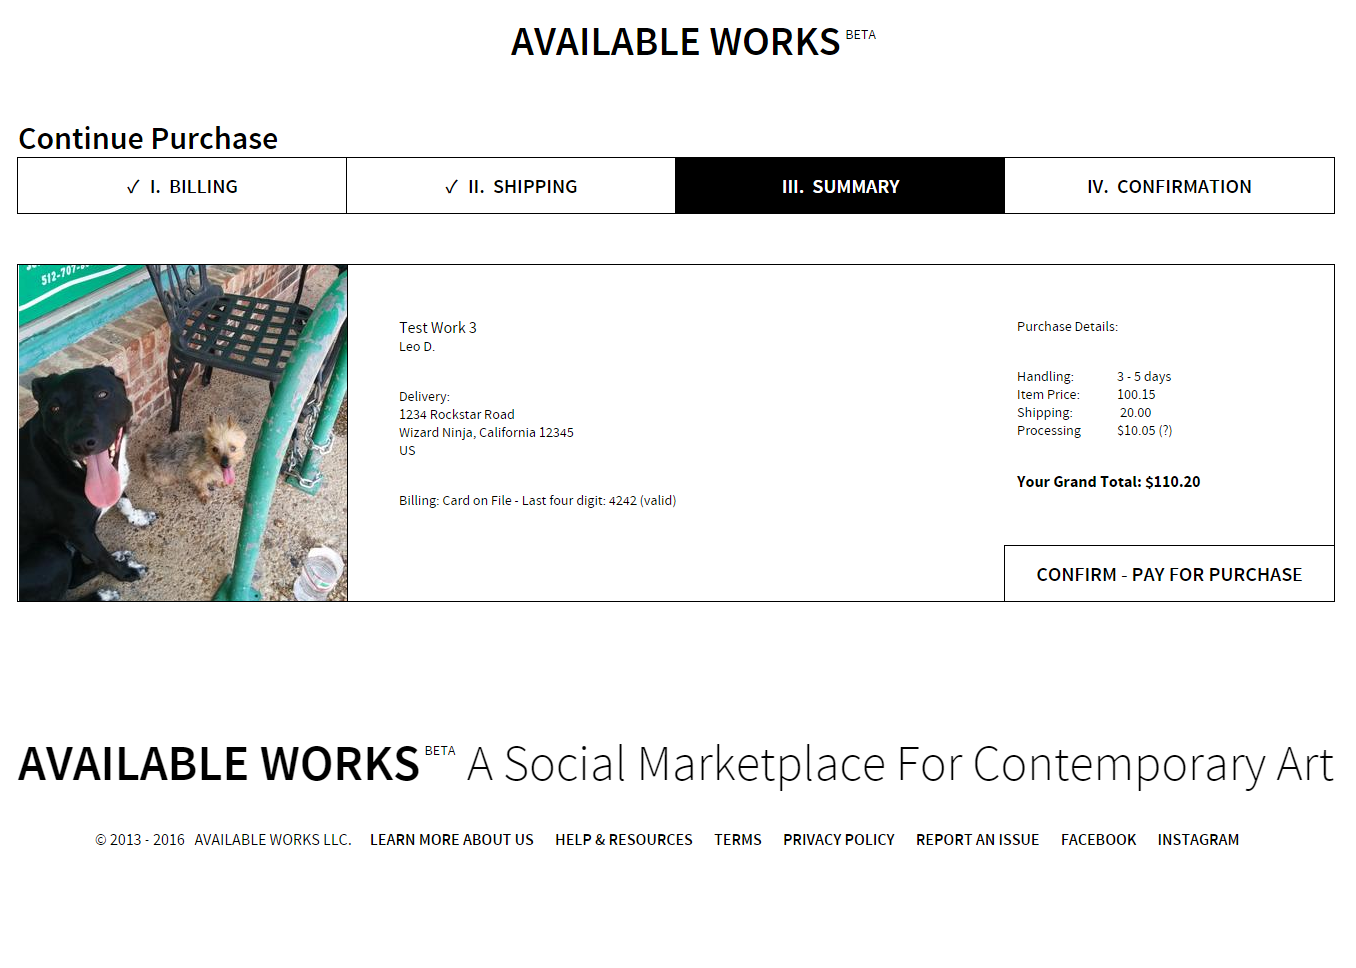 AVAILABLE WORKS BETA
Continue Purchase
✓ I. BILLING
✓ II. SHIPPING
III. SUMMARY
IV. CONFIRMATION
512-707-
Test Work 3
Leo D.
Delivery:
1234 Rockstar Road
Wizard Ninja, California 12345
US
Billing: Card on File - Last four digit: 4242 (valid)
Purchase Details:
Handling: 3 - 5 days
Item Price: 100.15
Shipping: 20.00
Processing $10.05 (?)
Your Grand Total: $110.20
CONFIRM - PAY FOR PURCHASE
AVAILABLE WORKS BETA A Social Marketplace For Contemporary Art
© 2013 - 2016 AVAILABLE WORKS LLC. LEARN MORE ABOUT US HELP & RESOURCES TERMS PRIVACY POLICY REPORT AN ISSUE FACEBOOK INSTAGRAM